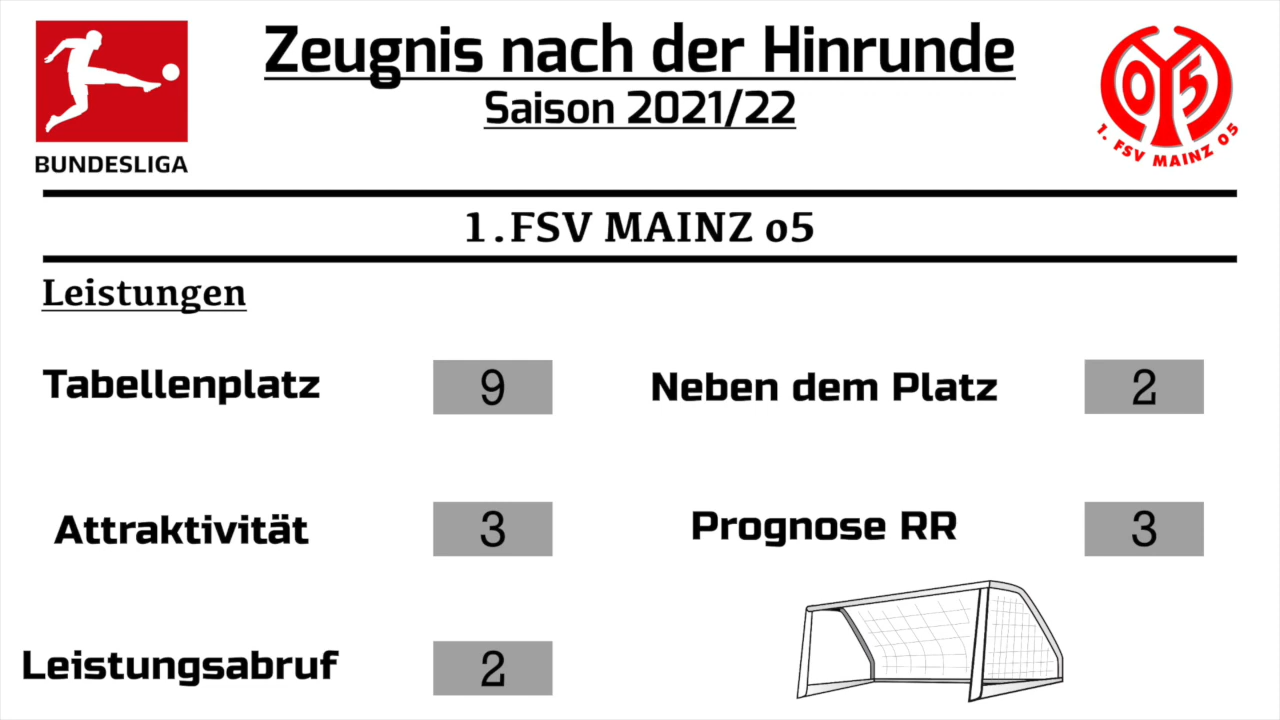 Zeugnis nach der Hinrunde
Saison 2021/22
BUNDESLIGA
05
1. FSV MAINZ 05
1.FSV MAINZ 05
Leistungen
Tabellenplatz 9
Neben dem Platz 2
Attraktivität 3
Prognose RR 3
Leistungsabruf 2